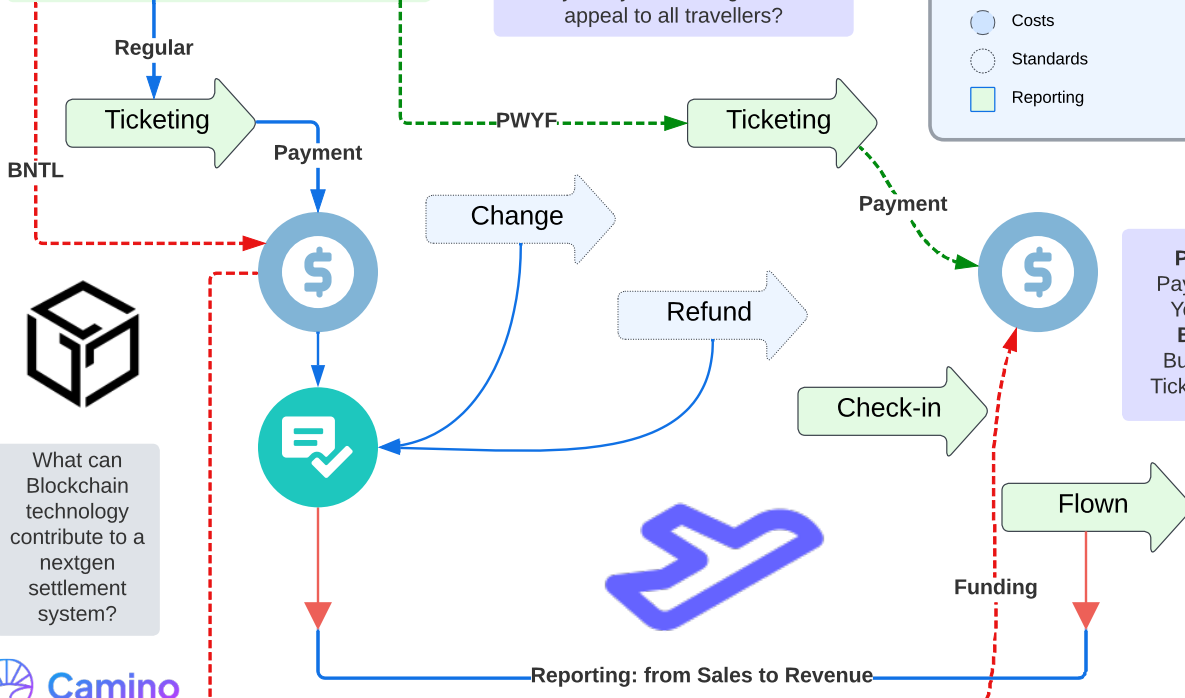 appeal to all travellers?
Costs
Standards
Reporting
Regular
Ticketing
PWYF
Ticketing
Payment
BNTL
Payment
Change
Refund
Check-in
Flown
What can
Blockchain
technology
contribute to a
nextgen
settlement
system?
Funding
Reporting: from Sales to Revenue
Camino